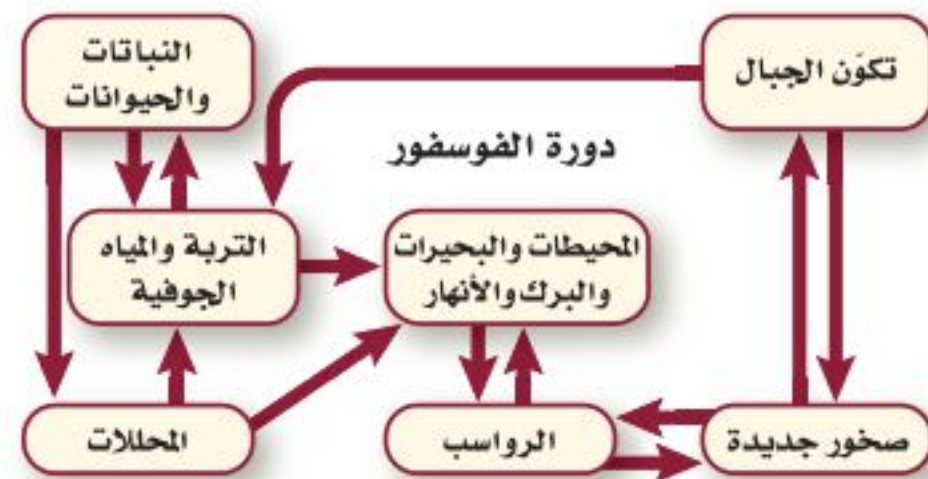 تكوّن الجبال
النباتات
والحيوانات
دورة الفوسفور
المحيطات والبحيرات
والبرك والأنهار
التربة والمياه
الجوفية
صخور جديدة
الرواسب
المحللات